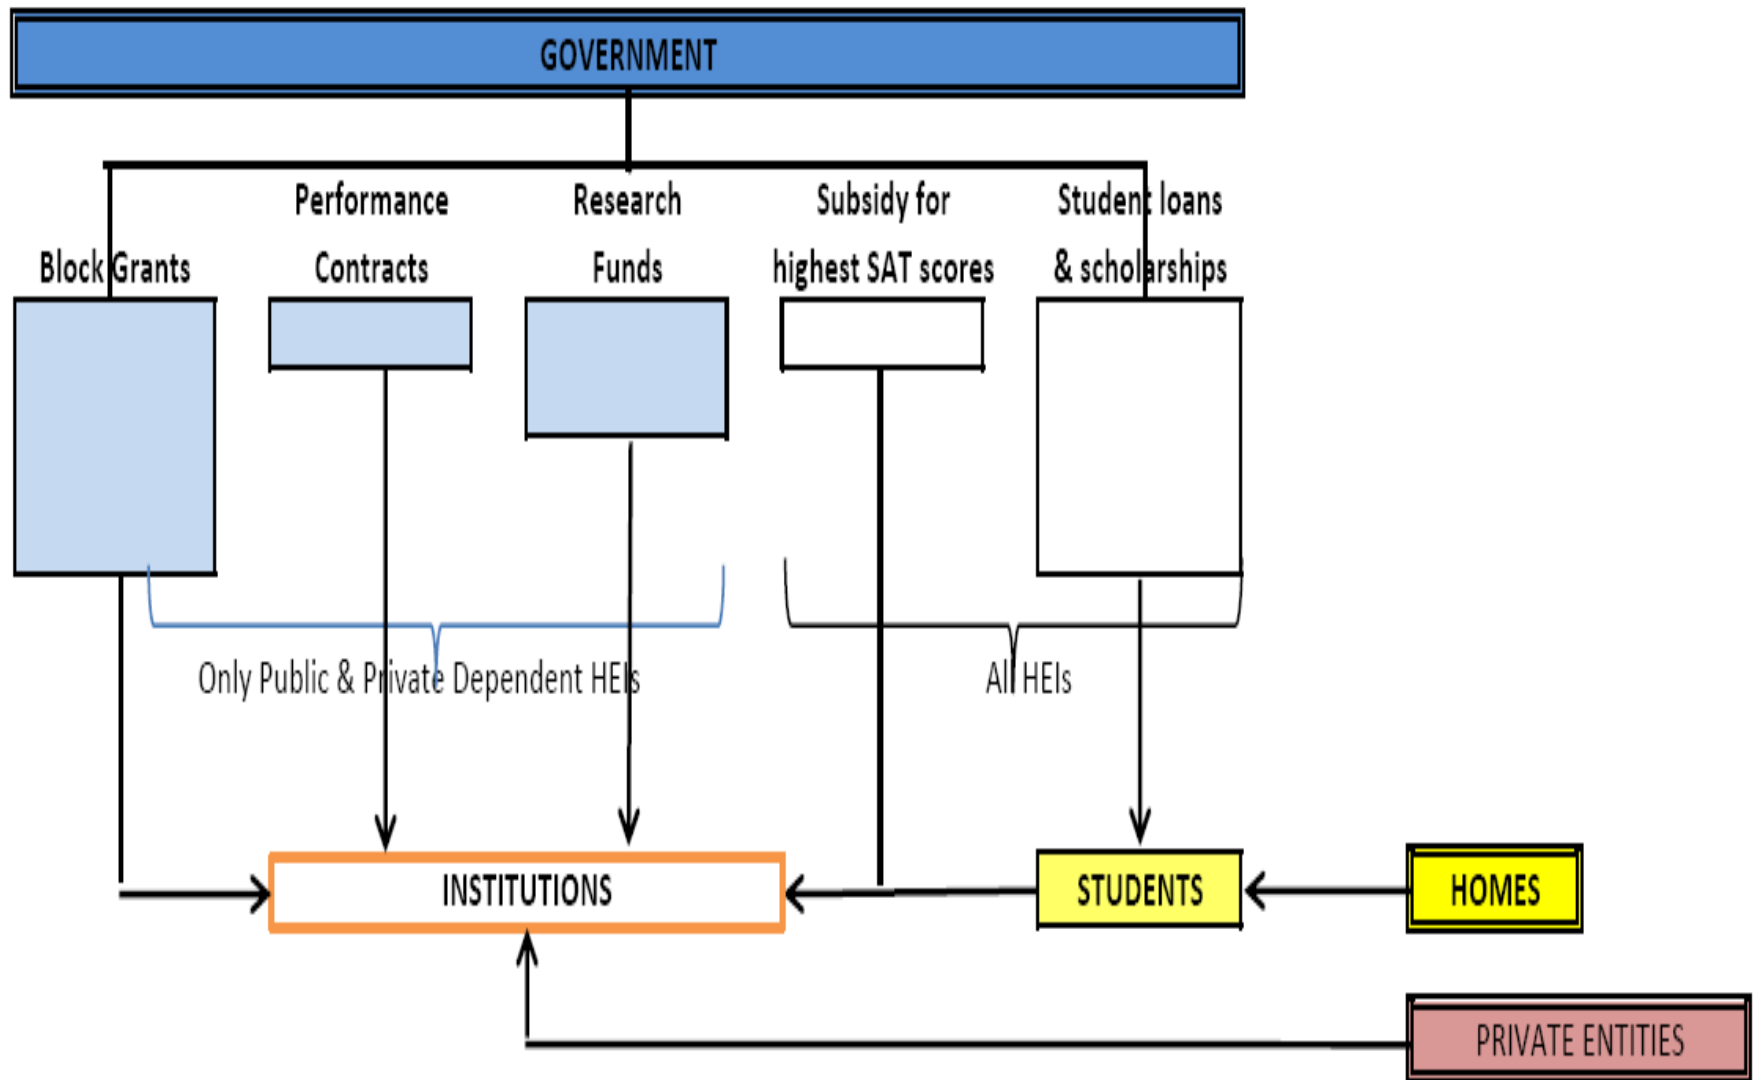 GOVERNMENT
Block Grants
Performance
Contracts
Research
Funds
Subsidy for
highest SAT scores
Student loans
& scholarships
Only Public & Private Dependent HEIs
All HEIs
INSTITUTIONS
STUDENTS
HOMES
PRIVATE ENTITIES